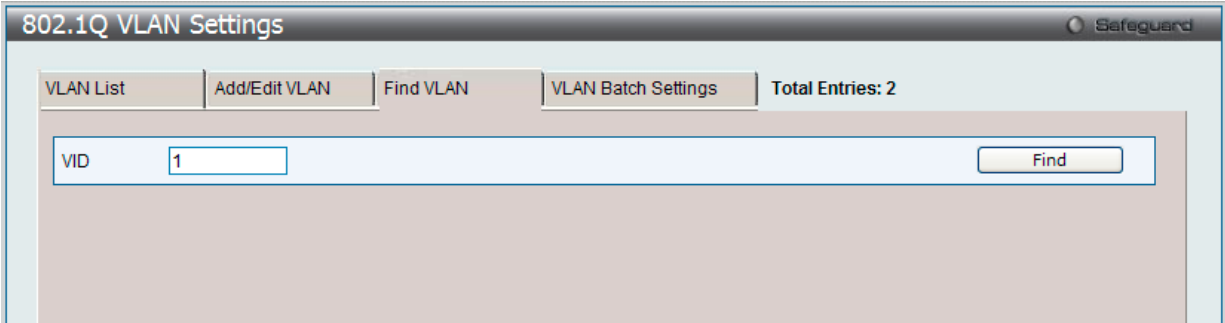 802.1Q VLAN Settings
Safeguard
VLAN List
Add/Edit VLAN
Find VLAN
VLAN Batch Settings
Total Entries: 2
VID
1
Find